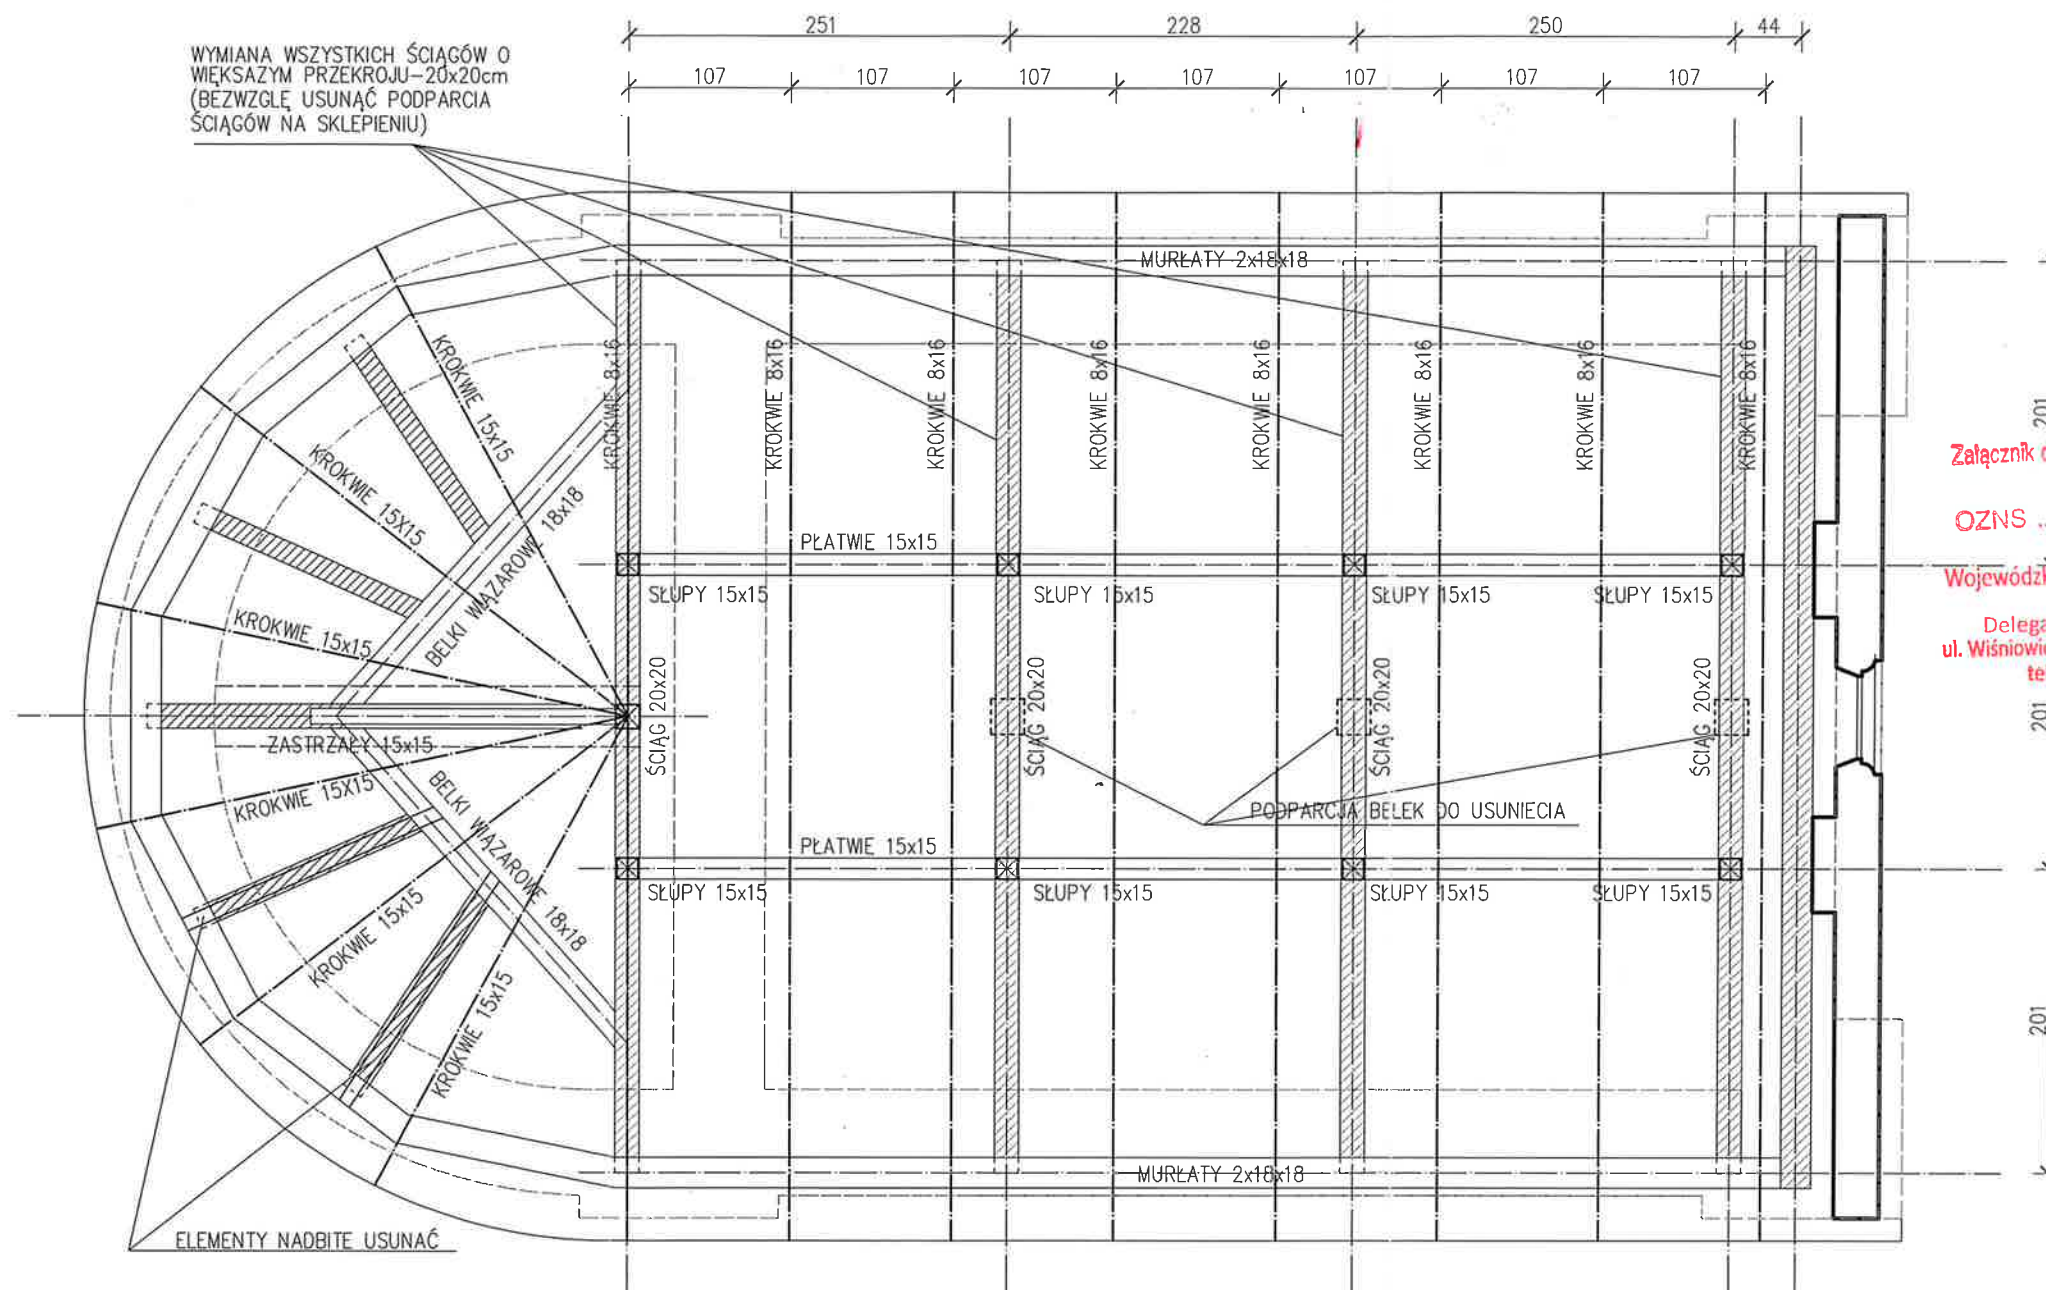 251
228
250
44
WYMIANA WSZYSTKICH ŚCIĄGÓW O
WIĘKSAZYM PRZEKROJU-20x20cm
(BEZWZGLĘ USUNĄĆ PODPARCIA
ŚCIĄGÓW NA SKLEPIENIU)
107
107
107
107
107
107
107
MURŁATY 2x18x18
KROKWIE 15x15
KROKWIE 8x16
KROKWIE 8x16
KROKWIE 8x16
KROKWIE 8x16
KROKWIE 8x16
KROKWIE 8x16
KROKWIE 8x16
KROKWIE 8x16
201
Załącznik
KROKWIE 15X15
BELKI WIĄZAROWE 18x18
OZNS ..
PŁATWIE 15x15
SŁUPY 15x15
SŁUPY 15x15
SŁUPY 15x15
SŁUPY 15x15
KROKWIE 15x15
ul.
ŚCIĄG 20x20
ŚCIĄG 20x20
ŚCIĄG 20x20
ŚCIĄG 20x20
201
ZASTRZAŁY 15x15
KROKWIE 15X15
BELKI WIĄZAROWE 18x18
PODPARCJA BELEK DO USUNIECIA
PŁATWIE 15x15
SŁUPY 15x15
SŁUPY 15x15
SŁUPY 15x15
SŁUPY 15x15
KROKWIE 15x15
KROKWIE 15x15
201
MURŁATY 2x18x18
ELEMENTY NADBITE USUNAĆ